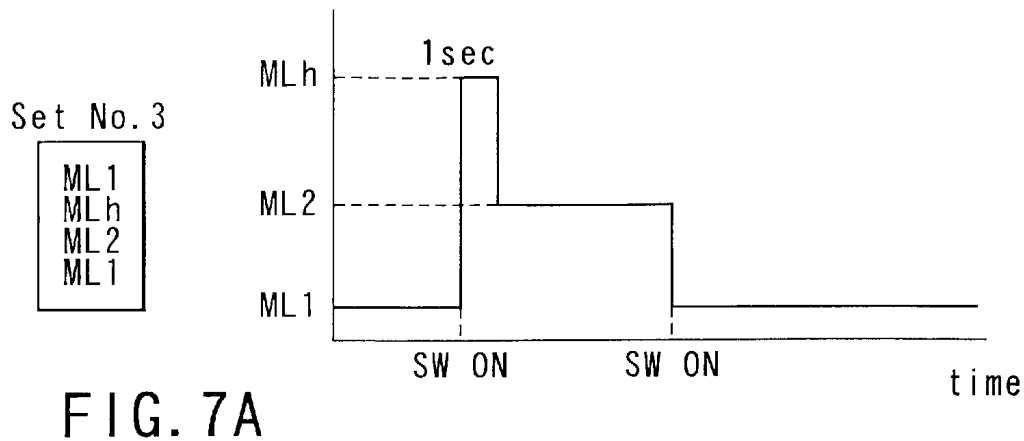 Set No.3
ML1
MLh
ML2
ML1
1sec
MLh
ML2
ML1
SW ON
SW ON
time
FIG. 7A